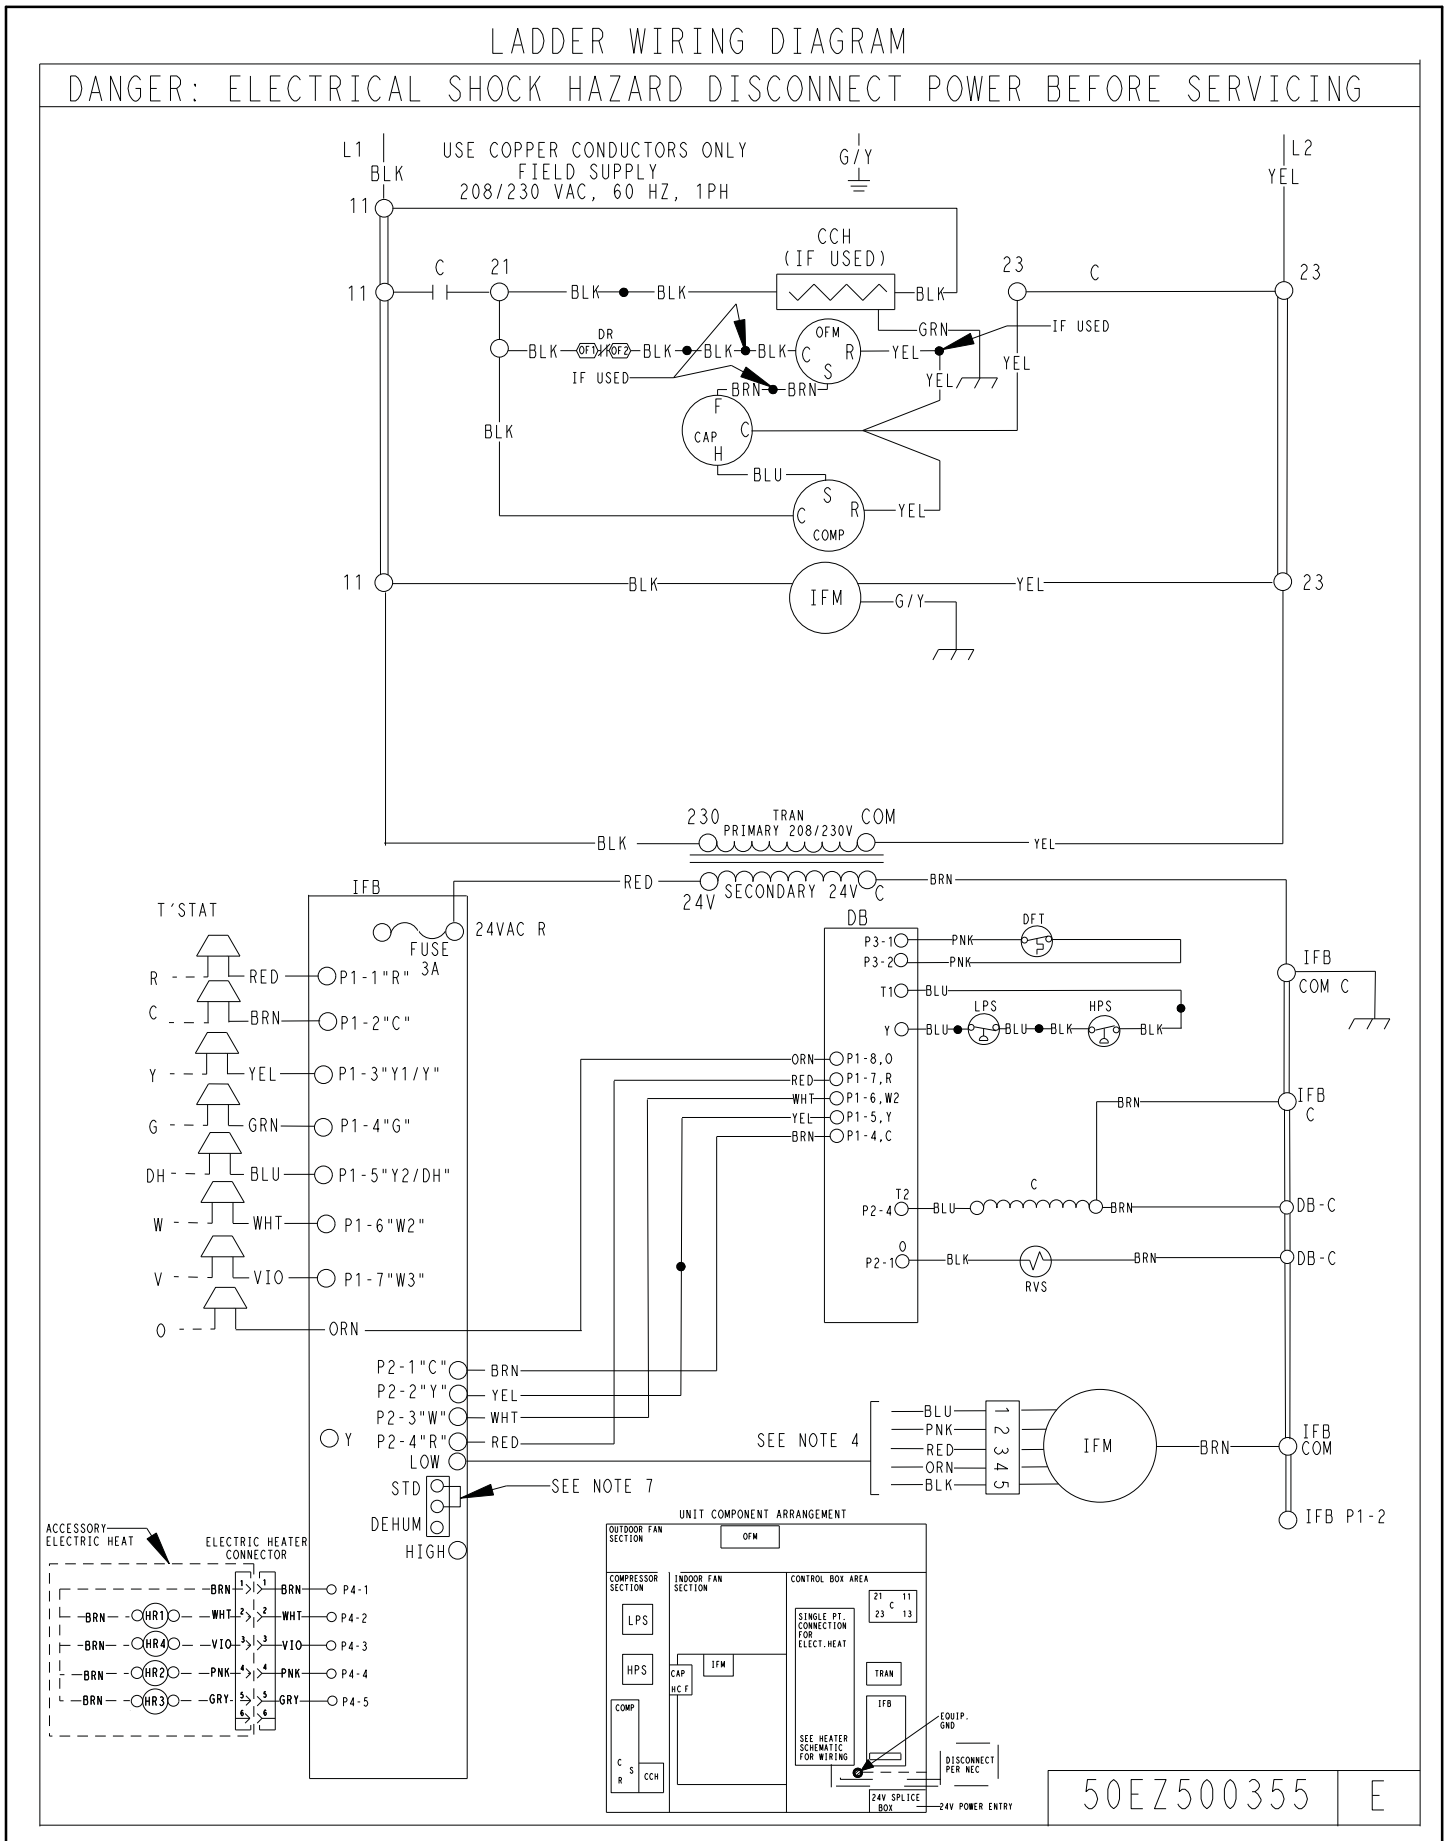 LADDER WIRING DIAGRAM
DANGER: ELECTRICAL SHOCK HAZARD DISCONNECT POWER BEFORE SERVICING
L1
BLK
USE COPPER CONDUCTORS ONLY
FIELD SUPPLY
208/230 VAC, 60 HZ, 1PH
G/Y
L2
YEL
11
CCH
(IF USED)
11
C
21
BLK
BLK
BLK
23
C
23
GRN
IF USED
DR
BLK
OF1
OF2
BLK
BLK
BLK
OFM
C
R
S
YEL
YEL
YEL
IF USED
BRN
BRN
BLK
F
CAP
C
H
BLU
S
C
R
COMP
YEL
11
BLK
IFM
YEL
23
G/Y
230
TRAN
COM
PRIMARY 208/230V
BLK
YEL
RED
SECONDARY 24V
24V
C
BRN
IFB
T'STAT
FUSE
3A
24VAC R
R
RED
P1-1"R"
C
BRN
P1-2"C"
Y
YEL
P1-3"Y1/Y"
G
GRN
P1-4"G"
DH
BLU
P1-5"Y2/DH"
W
WHT
P1-6"W2"
V
VIO
P1-7"W3"
O
ORN
DB
P3-1
PNK
DFT
P3-2
PNK
T1
BLU
LPS
HPS
Y
BLU
BLU
BLK
BLK
ORN
P1-8,O
RED
P1-7,R
WHT
P1-6,W2
YEL
P1-5,Y
BRN
P1-4,C
IFB
COM C
BRN
IFB
C
T2
P2-4
BLU
C
BRN
DB-C
O
P2-1
BLK
RVS
BRN
DB-C
P2-1"C"
BRN
P2-2"Y"
YEL
P2-3"W"
WHT
Y
P2-4"R"
RED
LOW
STD
SEE NOTE 7
DEHUM
HIGH
SEE NOTE 4
BLU
PNK
RED
ORN
BLK
1
2
3
4
5
IFM
BRN
IFB
COM
IFB P1-2
ACCESSORY
ELECTRIC HEAT
ELECTRIC HEATER
CONNECTOR
BRN
1
1
BRN
P4-1
BRN
HR1
WHT
2
2
WHT
P4-2
BRN
HR4
VIO
3
3
VIO
P4-3
BRN
HR2
PNK
4
4
PNK
P4-4
BRN
HR3
GRY
5
5
GRY
P4-5
6
6
UNIT COMPONENT ARRANGEMENT
OUTDOOR FAN
SECTION
OFM
COMPRESSOR
SECTION
INDOOR FAN
SECTION
CONTROL BOX AREA
LPS
HPS
COMP
C
S
R
CCH
CAP
H C F
IFM
SINGLE PT.
CONNECTION
FOR
ELECT.HEAT
SEE HEATER
SCHEMATIC
FOR WIRING
21
11
C
23
13
TRAN
IFB
EQUIP.
GND
DISCONNECT
PER NEC
24V SPLICE
BOX
24V POWER ENTRY
50EZ500355
E